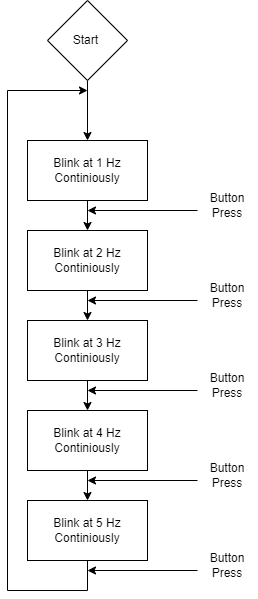 Start
Blink at 1 Hz
Continiously
Button
Press
Blink at 2 Hz
Continiously
Button
Press
Blink at 3 Hz
Continiously
Button
Press
Blink at 4 Hz
Continiously
Button
Press
Blink at 5 Hz
Continiously
Button
Press